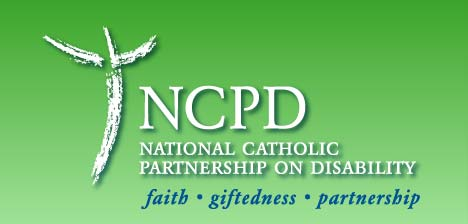 NCPD
NATIONAL CATHOLIC
PARTNERSHIP ON DISABILITY
faith • giftedness • partnership